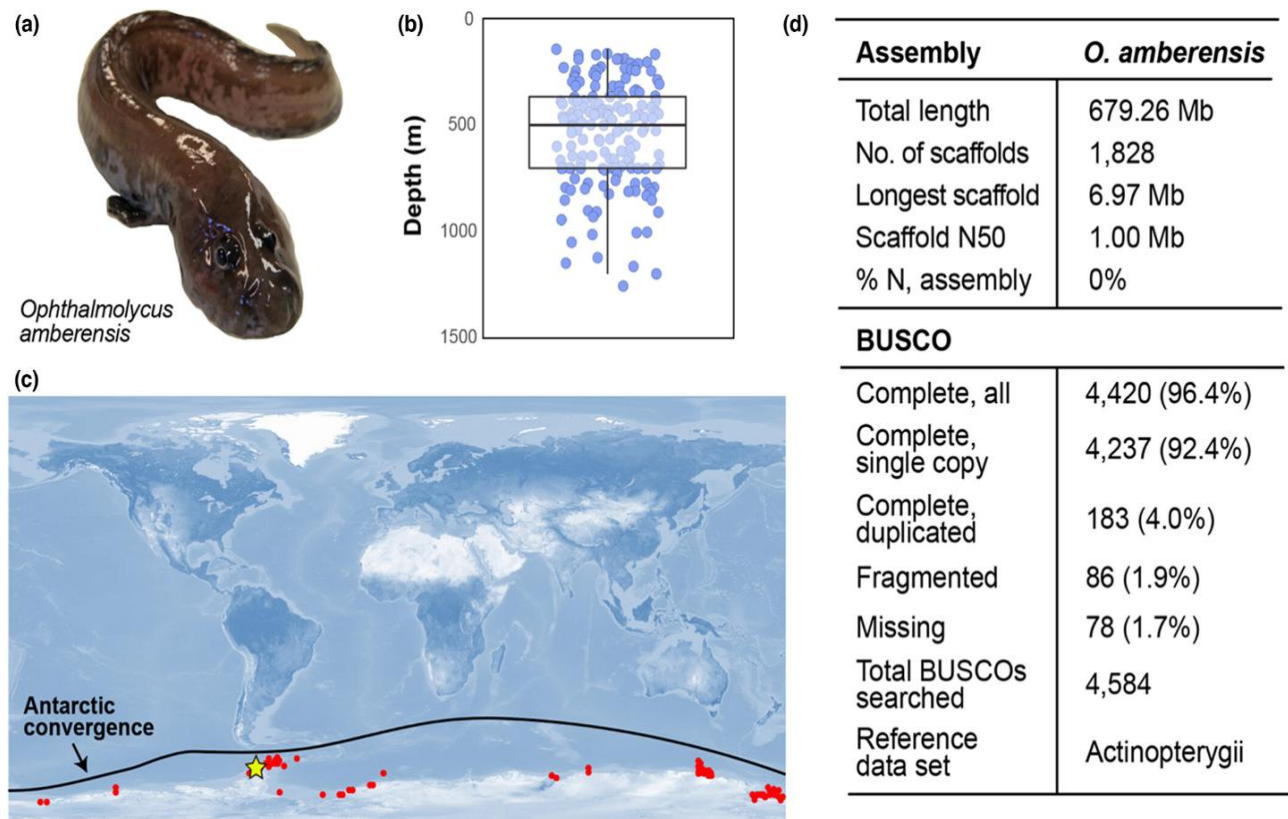 (a)
Ophthalmolycus
amberensis
(b)
Depth (m)
0
500
1000
1500
(c)
Antarctic
convergence
(d)
Assembly O. amberensis
Total length 679.26 Mb
No. of scaffolds 1,828
Longest scaffold 6.97 Mb
Scaffold N50 1.00 Mb
% N, assembly 0%
BUSCO
Complete, all 4,420 (96.4%)
Complete,
single copy 4,237 (92.4%)
Complete,
duplicated 183 (4.0%)
Fragmented 86 (1.9%)
Missing 78 (1.7%)
Total BUSCOs
searched 4,584
Reference
data set Actinopterygii